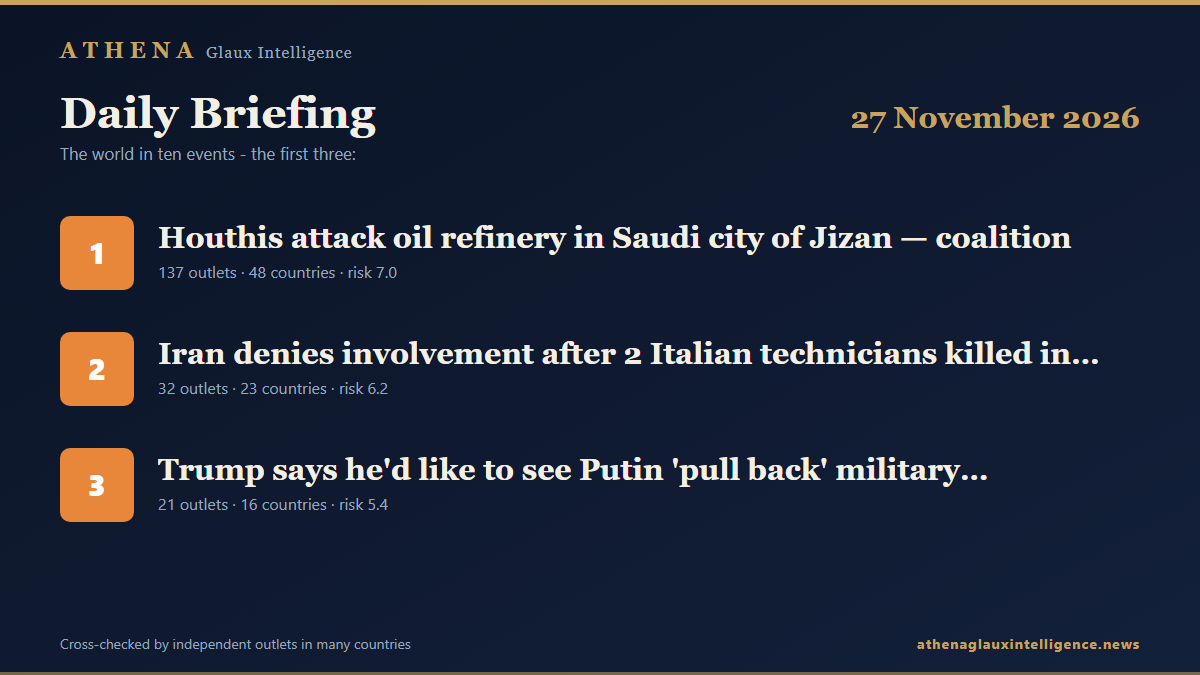 ATHENA Glaux Intelligence
Daily Briefing
27 November 2026
The world in ten events - the first three:
1
Houthis attack oil refinery in Saudi city of Jizan — coalition
137 outlets · 48 countries · risk 7.0
2
Iran denies involvement after 2 Italian technicians killed in...
32 outlets · 23 countries · risk 6.2
3
Trump says he'd like to see Putin 'pull back' military...
21 outlets · 16 countries · risk 5.4
Cross-checked by independent outlets in many countries
athenaglauxintelligence.news